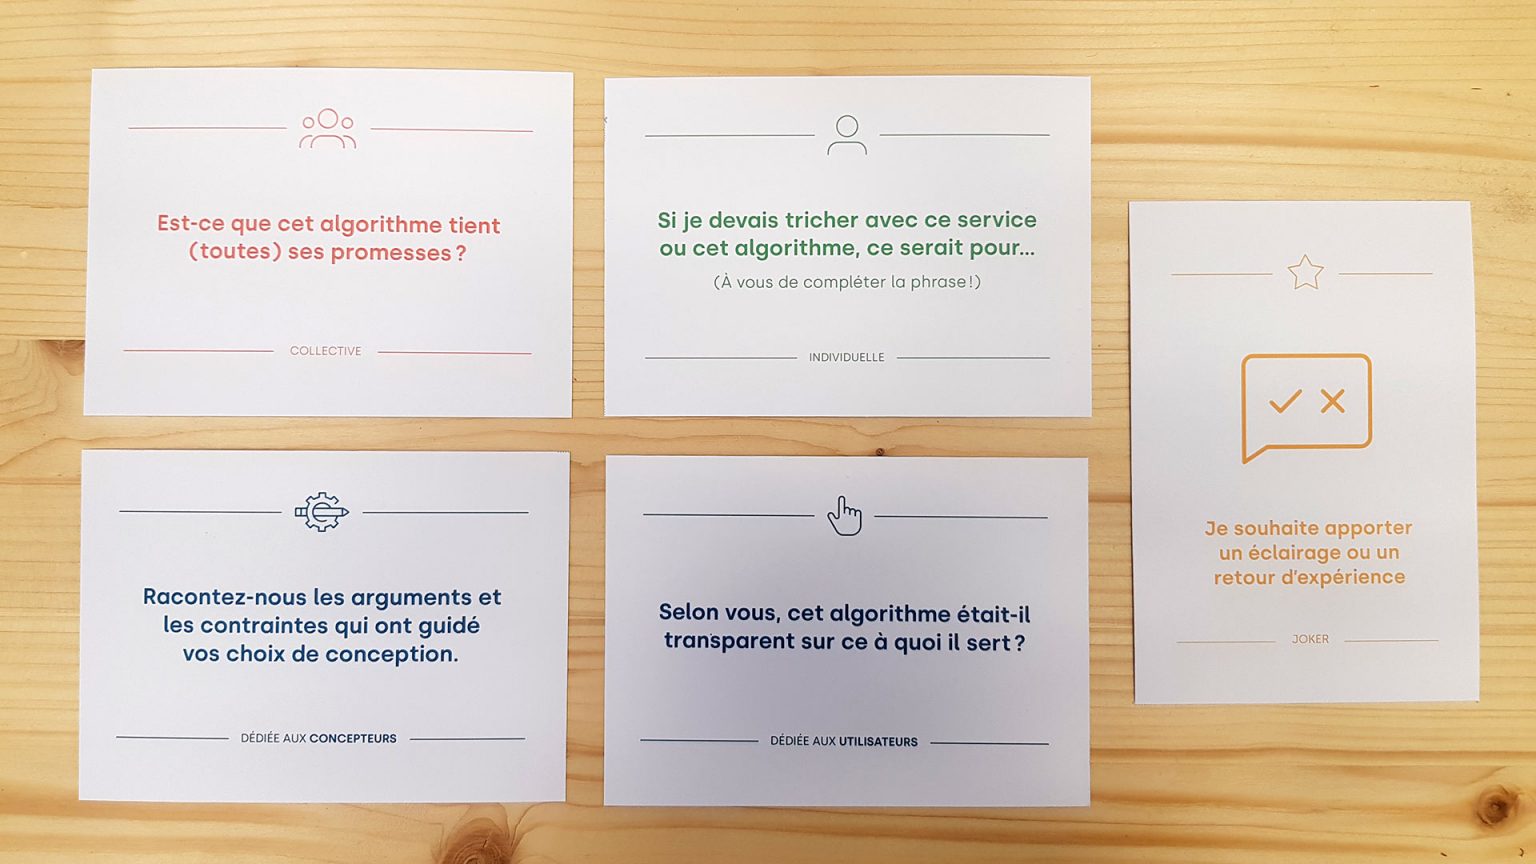 Est-ce que cet algorithme tient
(toutes) ses promesses ?
COLLECTIVE
Si je devais tricher avec ce service
ou cet algorithme, ce serait pour...
(À vous de compléter la phrase !)
INDIVIDUELLE
Racontez-nous les arguments et
les contraintes qui ont guidé
vos choix de conception.
DÉDIÉE AUX CONCEPTEURS
Selon vous, cet algorithme était-il
transparent sur ce à quoi il sert ?
DÉDIÉE AUX UTILISATEURS
Je souhaite apporter
un éclairage ou un
retour d'expérience
JOKER